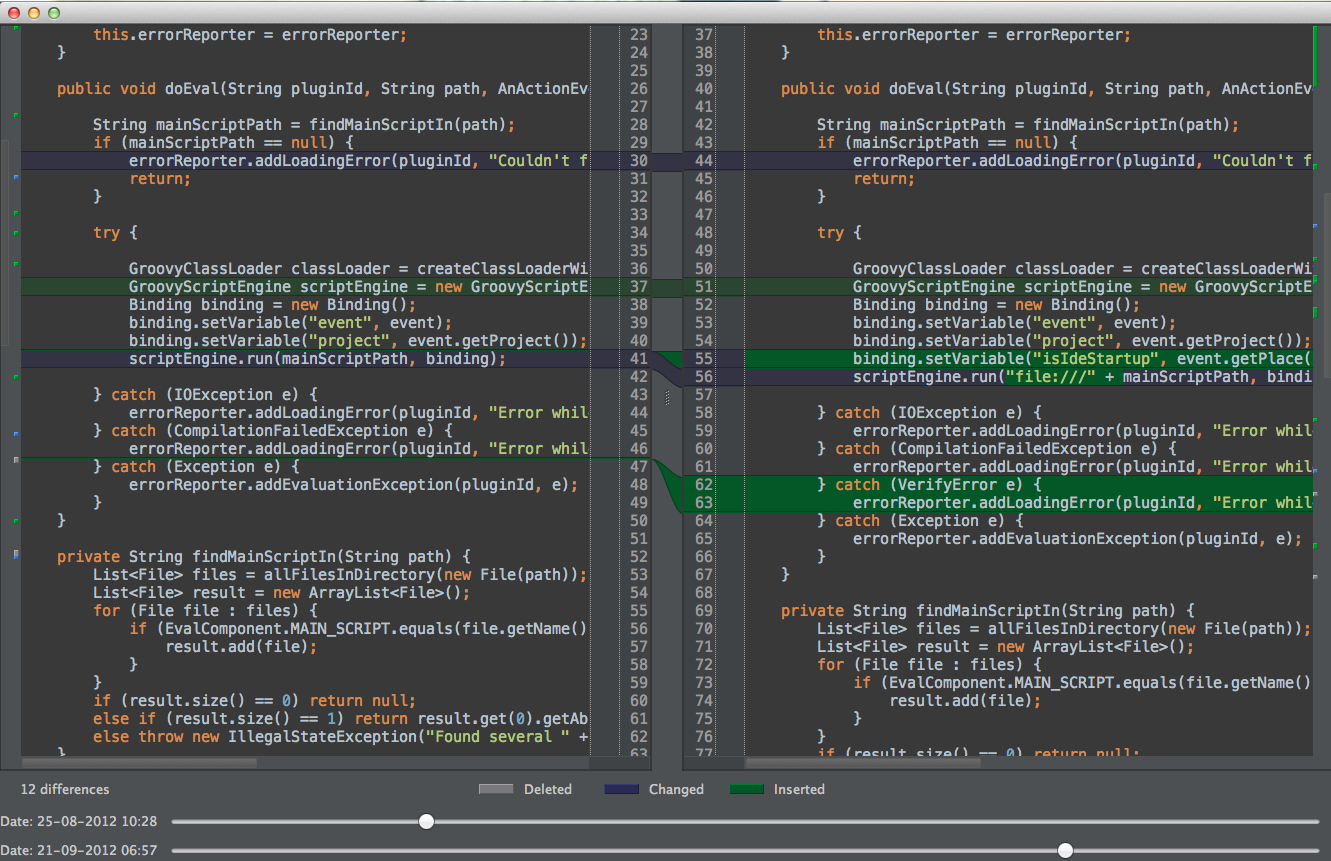 this.errorReporter = errorReporter; 23
} 24
25
public void doEval(String pluginId, String path, AnActionEv 26
27
String mainScriptPath = findMainScriptIn(path); 28
if (mainScriptPath == null) { 29
errorReporter.addLoadingError(pluginId, "Couldn't f 30
return; 31
} 32
33
try { 34
35
GroovyClassLoader classLoader = createClassLoaderWi 36
GroovyScriptEngine scriptEngine = new GroovyScriptE 37
Binding binding = new Binding(); 38
binding.setVariable("event", event); 39
binding.setVariable("project", event.getProject()); 40
scriptEngine.run(mainScriptPath, binding); 41
42
} catch (IOException e) { 43
errorReporter.addLoadingError(pluginId, "Error whil 44
} catch (CompilationFailedException e) { 45
errorReporter.addLoadingError(pluginId, "Error whil 46
} catch (Exception e) { 47
errorReporter.addEvaluationException(pluginId, e); 48
} 49
} 50
51
private String findMainScriptIn(String path) { 52
List<File> files = allFilesInDirectory(new File(path)); 53
List<File> result = new ArrayList<File>(); 54
for (File file : files) { 55
if (EvalComponent.MAIN_SCRIPT.equals(file.getName() 56
result.add(file); 57
} 58
} 59
if (result.size() == 0) return null; 60
else if (result.size() == 1) return result.get(0).getAb 61
else throw new IllegalStateException("Found several " + 62
} 63
37 this.errorReporter = errorReporter;
38 }
39
40 public void doEval(String pluginId, String path, AnActionEv
41
42 String mainScriptPath = findMainScriptIn(path);
43 if (mainScriptPath == null) {
44 errorReporter.addLoadingError(pluginId, "Couldn't f
45 return;
46 }
47
48 try {
49
50 GroovyClassLoader classLoader = createClassLoaderWi
51 GroovyScriptEngine scriptEngine = new GroovyScriptE
52 Binding binding = new Binding();
53 binding.setVariable("event", event);
54 binding.setVariable("project", event.getProject());
55 binding.setVariable("isIdeStartup", event.getPlace(
56 scriptEngine.run("file:///" + mainScriptPath, bindi
57
58 } catch (IOException e) {
59 errorReporter.addLoadingError(pluginId, "Error whil
60 } catch (CompilationFailedException e) {
61 errorReporter.addLoadingError(pluginId, "Error whil
62 } catch (VerifyError e) {
63 errorReporter.addLoadingError(pluginId, "Error whil
64 } catch (Exception e) {
65 errorReporter.addEvaluationException(pluginId, e);
66 }
67 }
68
69 private String findMainScriptIn(String path) {
70 List<File> files = allFilesInDirectory(new File(path));
71 List<File> result = new ArrayList<File>();
72 for (File file : files) {
73 if (EvalComponent.MAIN_SCRIPT.equals(file.getName()
74 result.add(file);
75 }
76 }
77 if (result.size() == 0) return null;
12 differences Deleted Changed Inserted
Date: 25-08-2012 10:28
Date: 21-09-2012 06:57